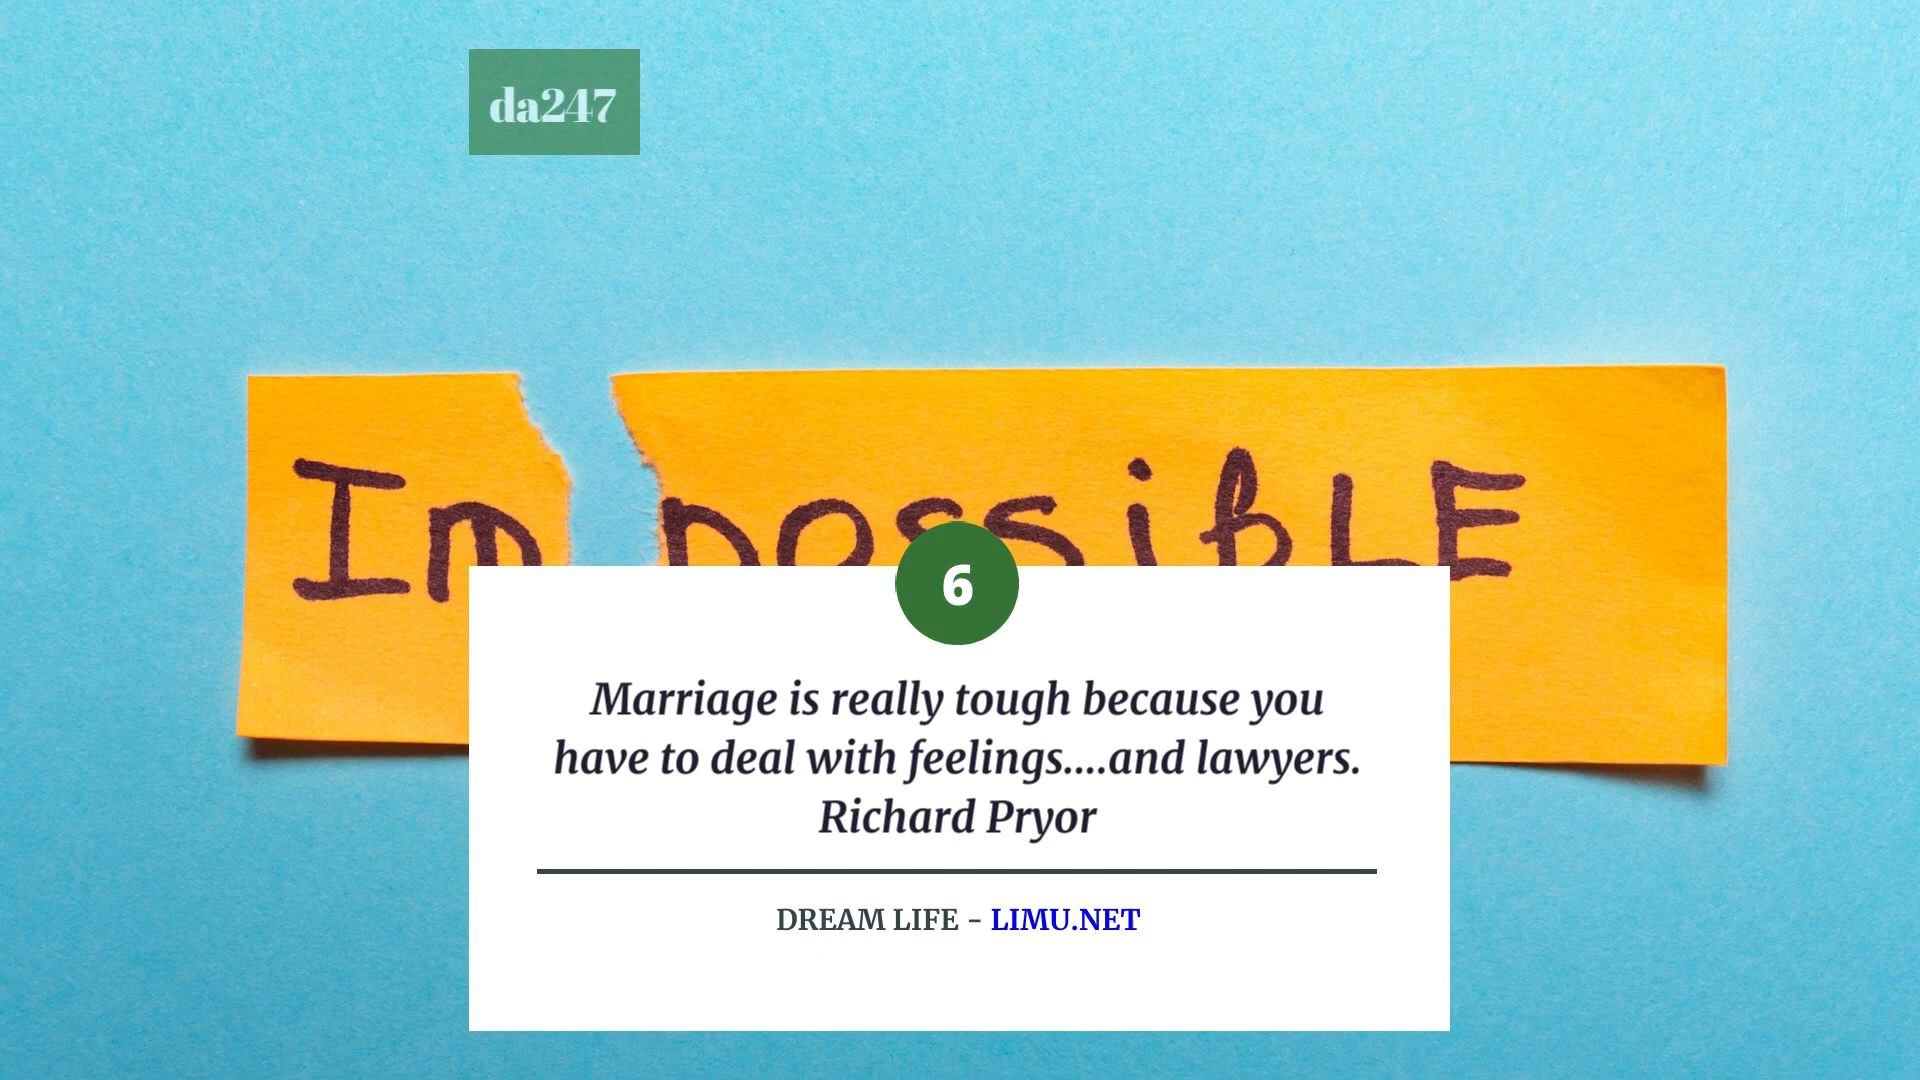 da247
Im possiBLE
6
Marriage is really tough because you
have to deal with feelings....and lawyers.
Richard Pryor
DREAM LIFE – LIMU.NET